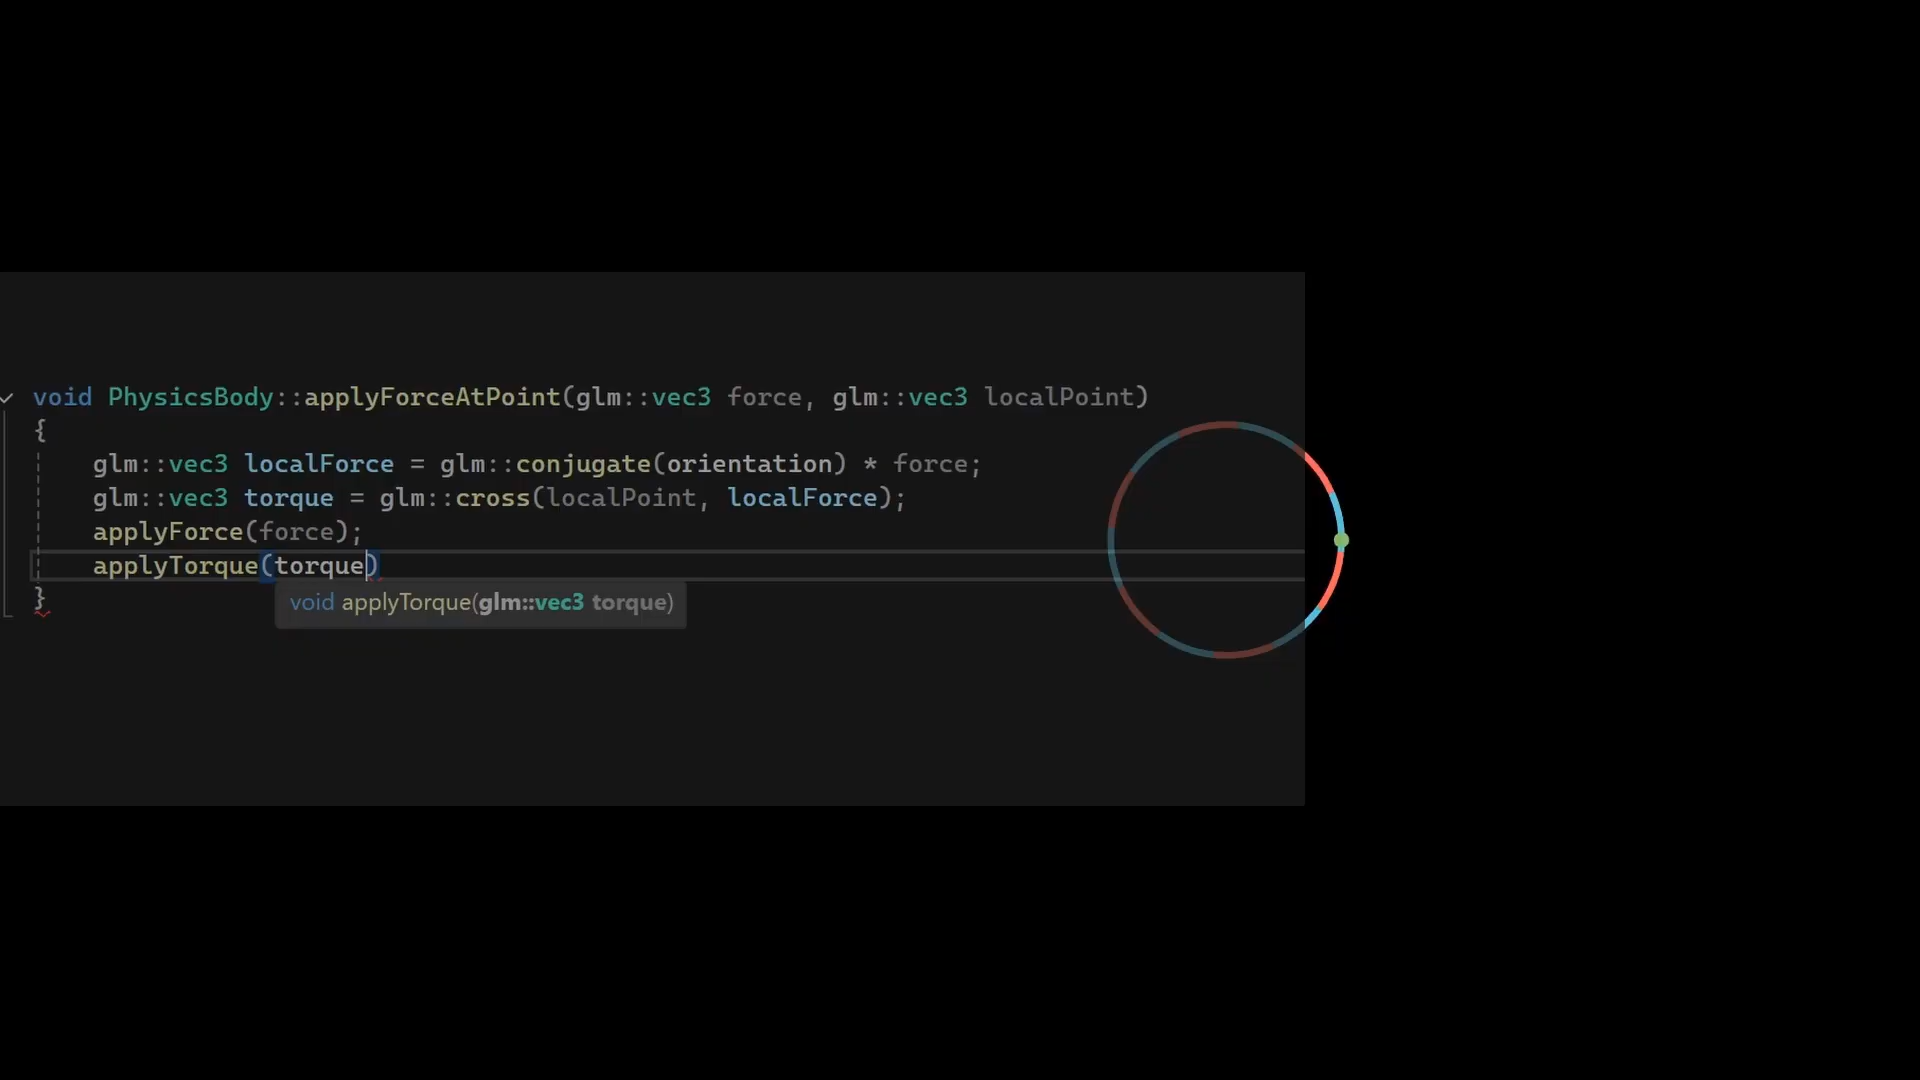 void PhysicsBody::applyForceAtPoint(glm::vec3 force, glm::vec3 localPoint)
{
glm::vec3 localForce = glm::conjugate(orientation) * force;
glm::vec3 torque = glm::cross(localPoint, localForce);
applyForce(force);
applyTorque(torque)
}
void applyTorque(glm::vec3 torque)